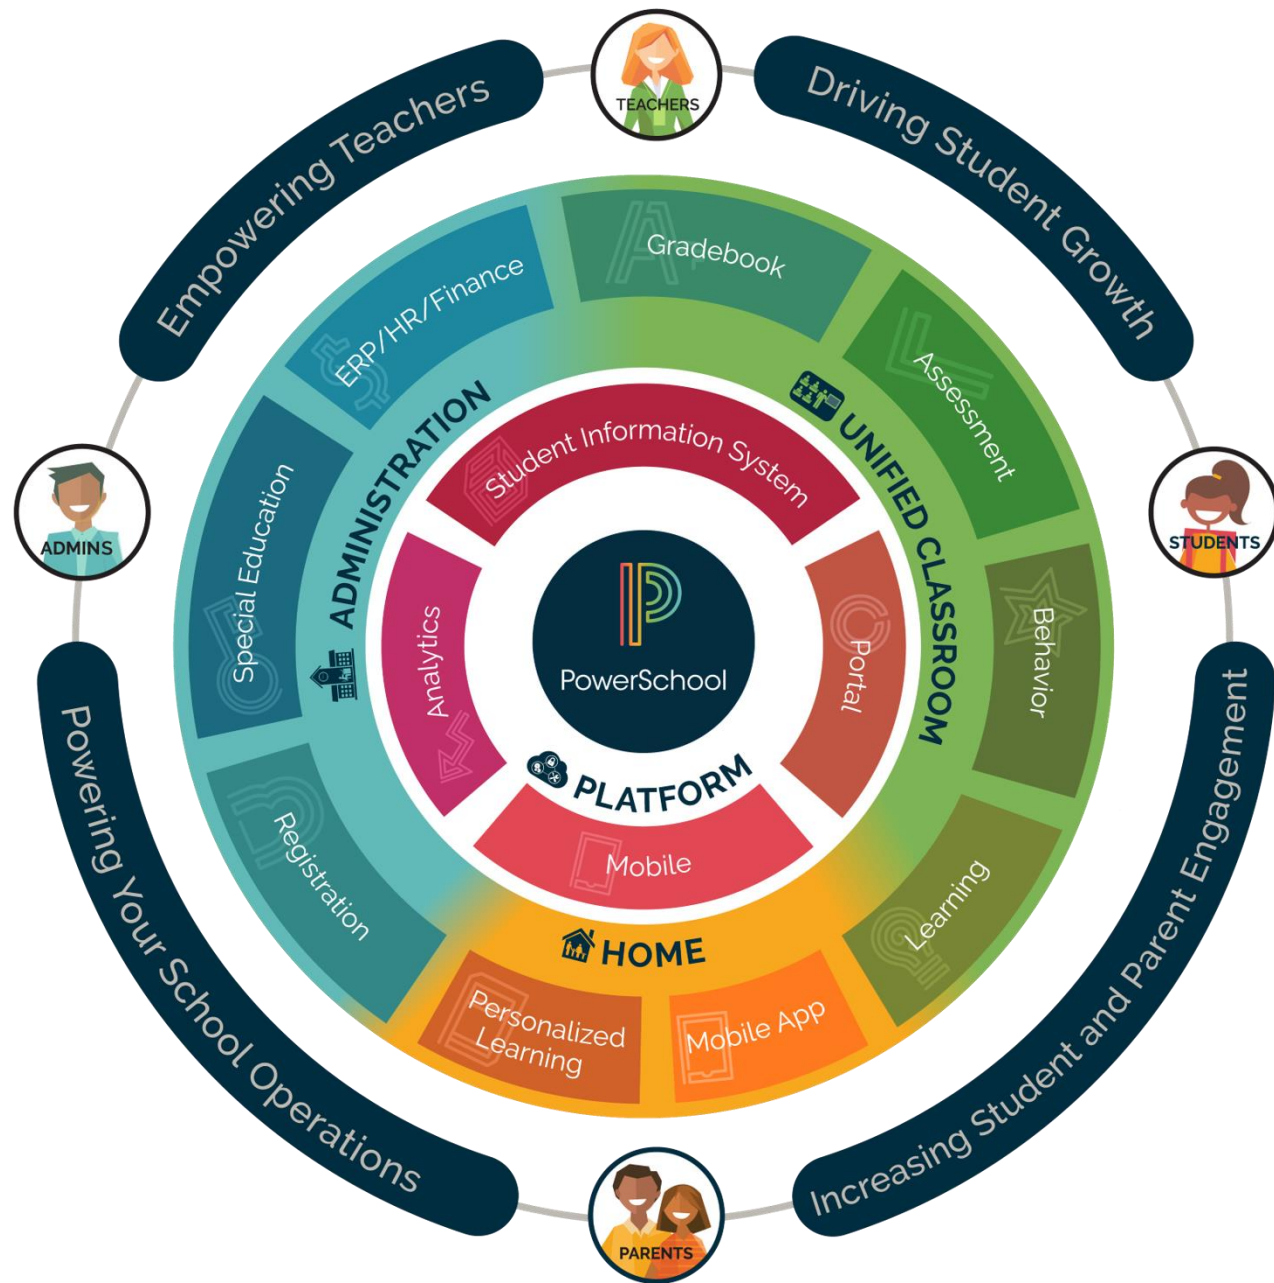 TEACHERS
Empowering Teachers
Driving Student Growth
ADMINS
STUDENTS
Powering Your School Operations
Increasing Student and Parent Engagement
PARENTS
ADMINISTRATION
ERP/HR/Finance
Special Education
Registration
UNIFIED CLASSROOM
Gradebook
Assessment
Behavior
Learning
HOME
Personalized
Learning
Mobile App
Student Information System
Analytics
Portal
PLATFORM
Mobile
PowerSchool